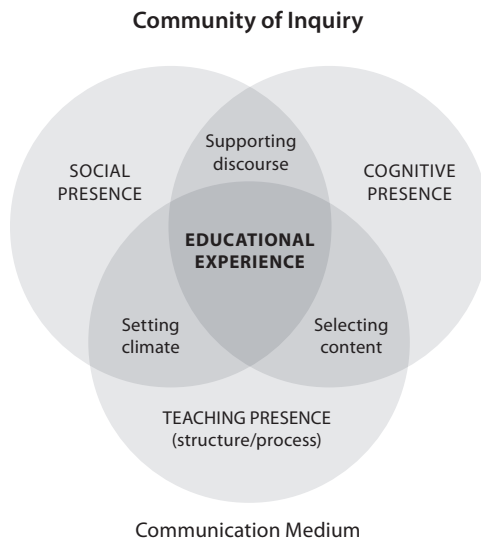 Community of Inquiry
Supporting
discourse
SOCIAL
PRESENCE
COGNITIVE
PRESENCE
EDUCATIONAL
EXPERIENCE
Setting
climate
Selecting
content
TEACHING PRESENCE
(structure/process)
Communication Medium